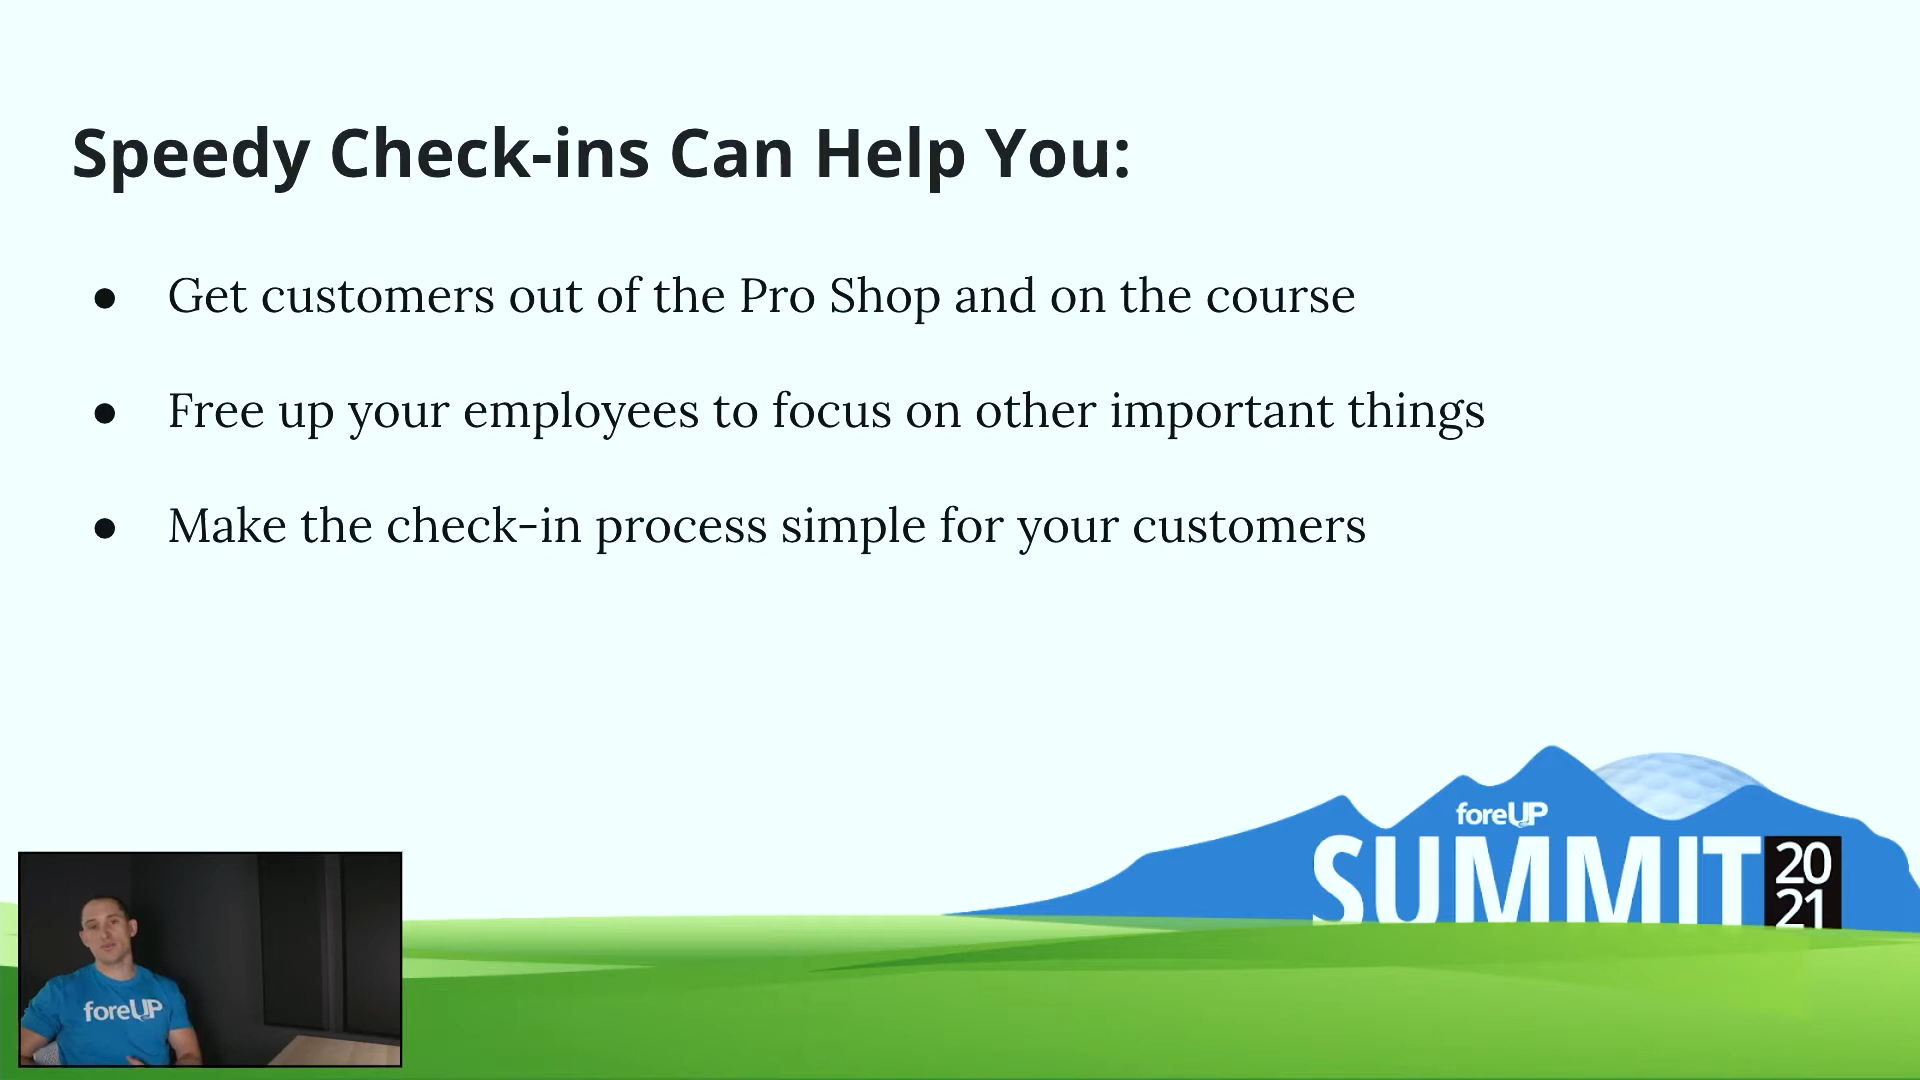 Speedy Check-ins Can Help You:
● Get customers out of the Pro Shop and on the course
● Free up your employees to focus on other important things
● Make the check-in process simple for your customers
foreUP
SUMMIT 20
21
foreUP